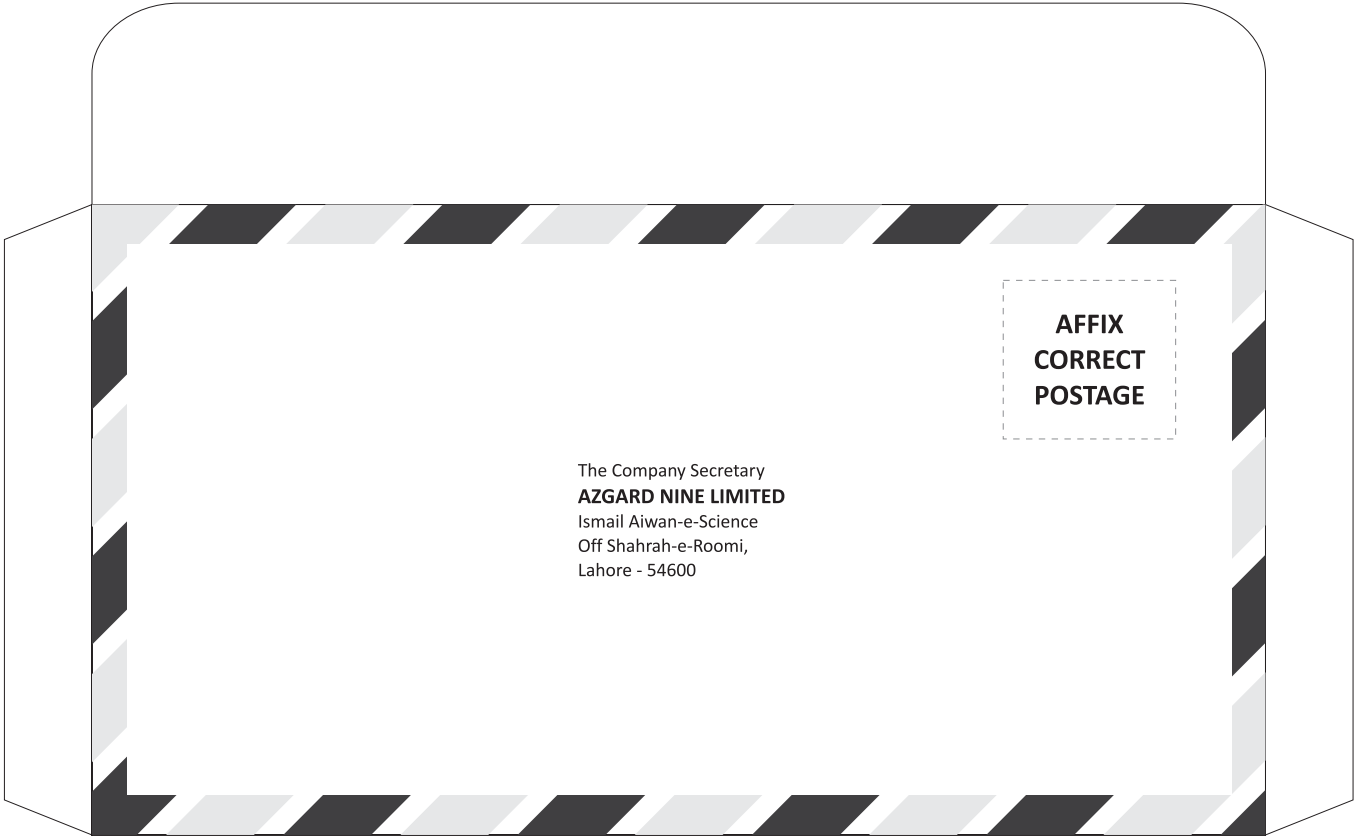 AFFIX
CORRECT
POSTAGE
The Company Secretary
AZGARD NINE LIMITED
Ismail Aiwan-e-Science
Off Shahrah-e-Roomi,
Lahore - 54600